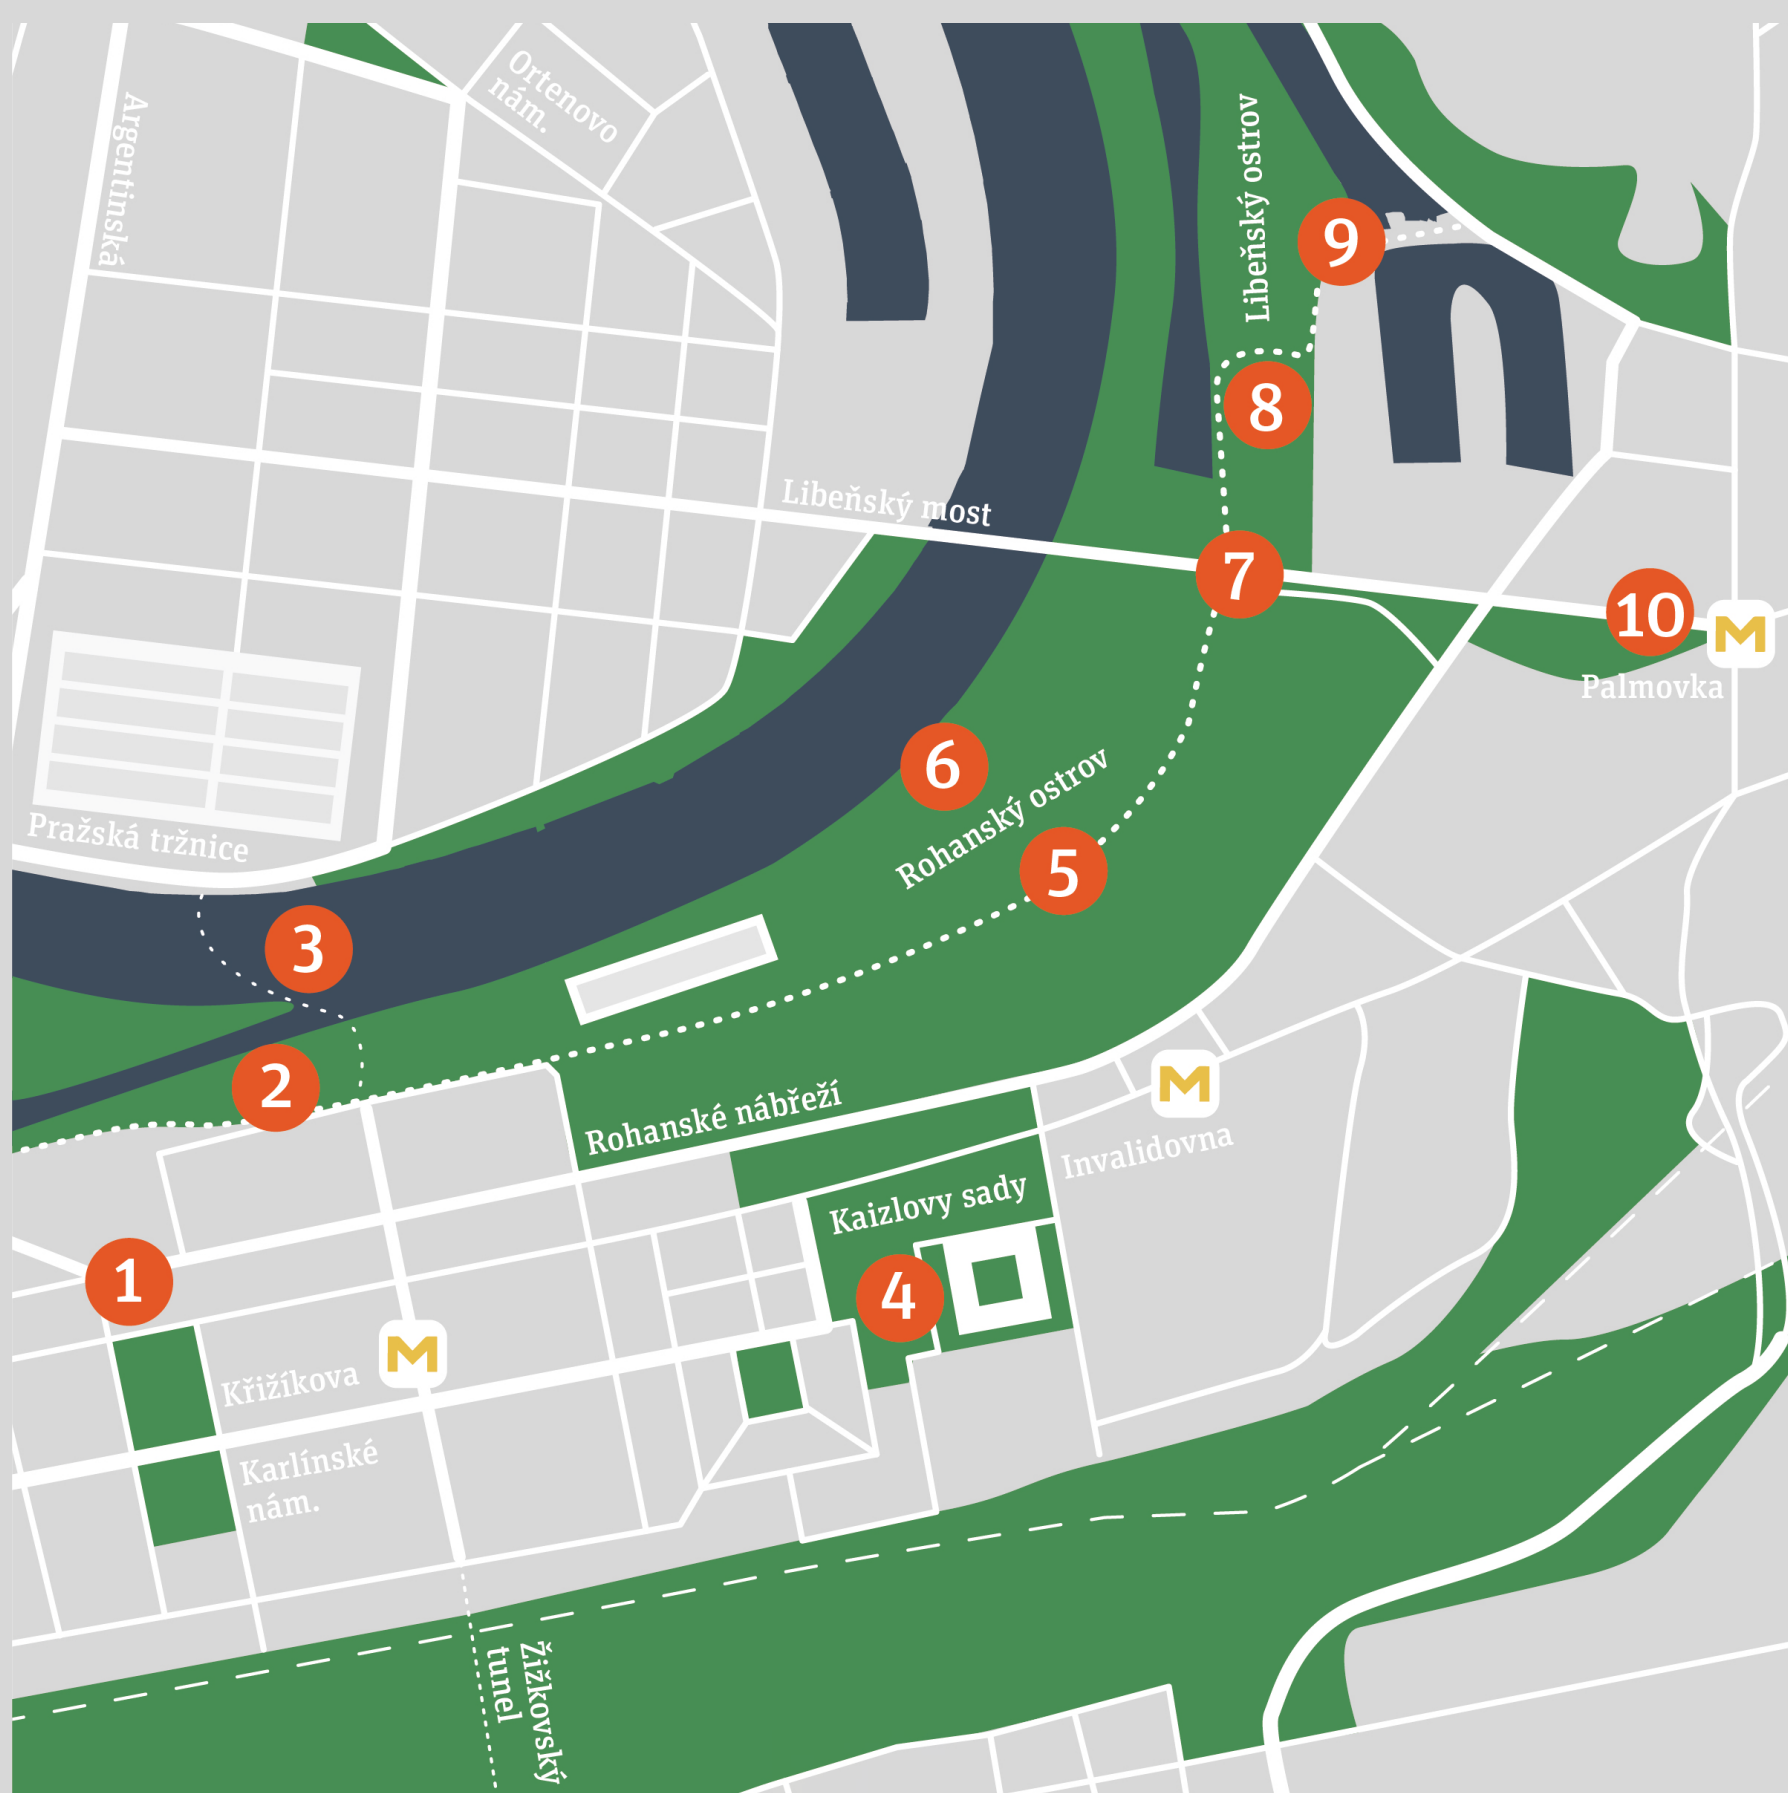 Ortenovo
nám.
Argentinská
Libeňský ostrov
9
8
Libeňský most
7
10
M
Palmovka
6
Rohanský ostrov
5
Pražská tržnice
3
2
M
Rohanské nábřeží
Invalidovna
Kaizlovy sady
1
4
M
Křižíkova
Karlínské
nám.
Žižkovský
tunel